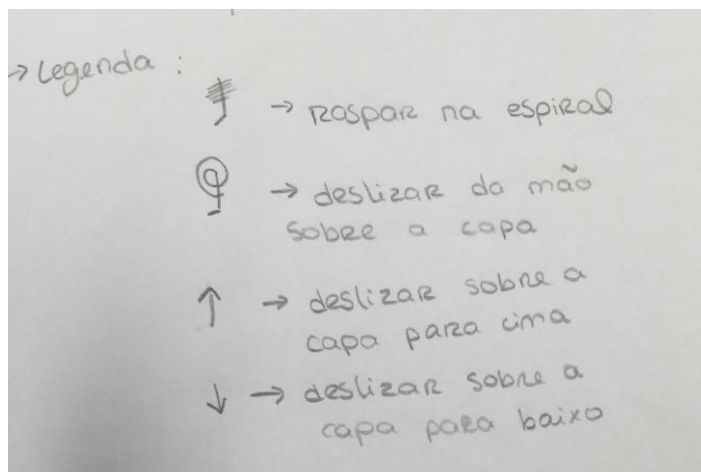 → Legenda :
→ raspar na espiral
→ deslizar da mão
sobre a capa
↑ → deslizar sobre a
capa para cima
↓ → deslizar sobre a
capa para baixo